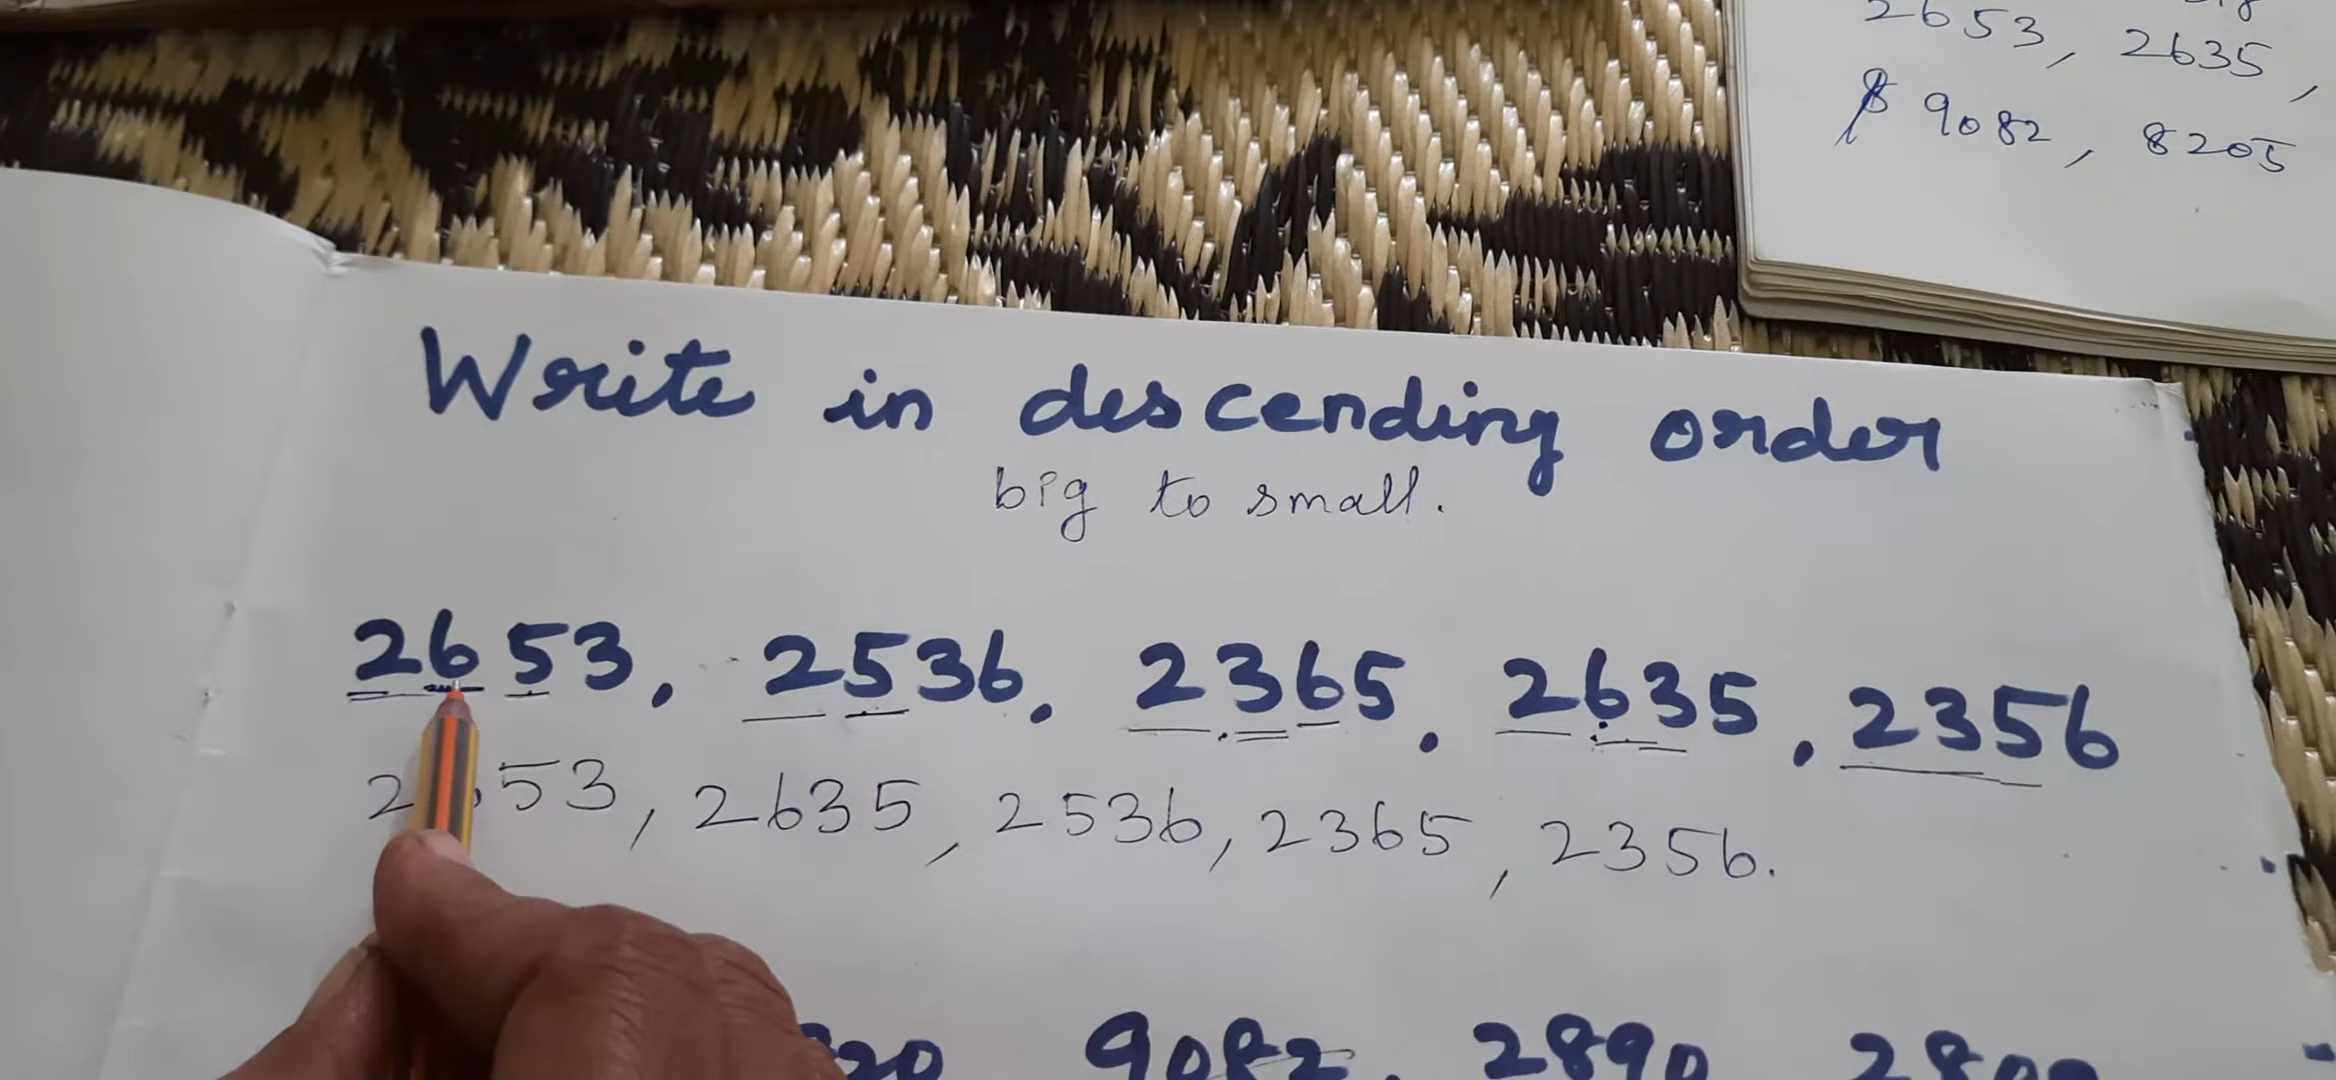 2653, 2635,
9082, 8205
Write in descending order
big to small.
2653, 2536, 2365, 2635, 2356
2653, 2635, 2536, 2365, 2356.
9082, 2890